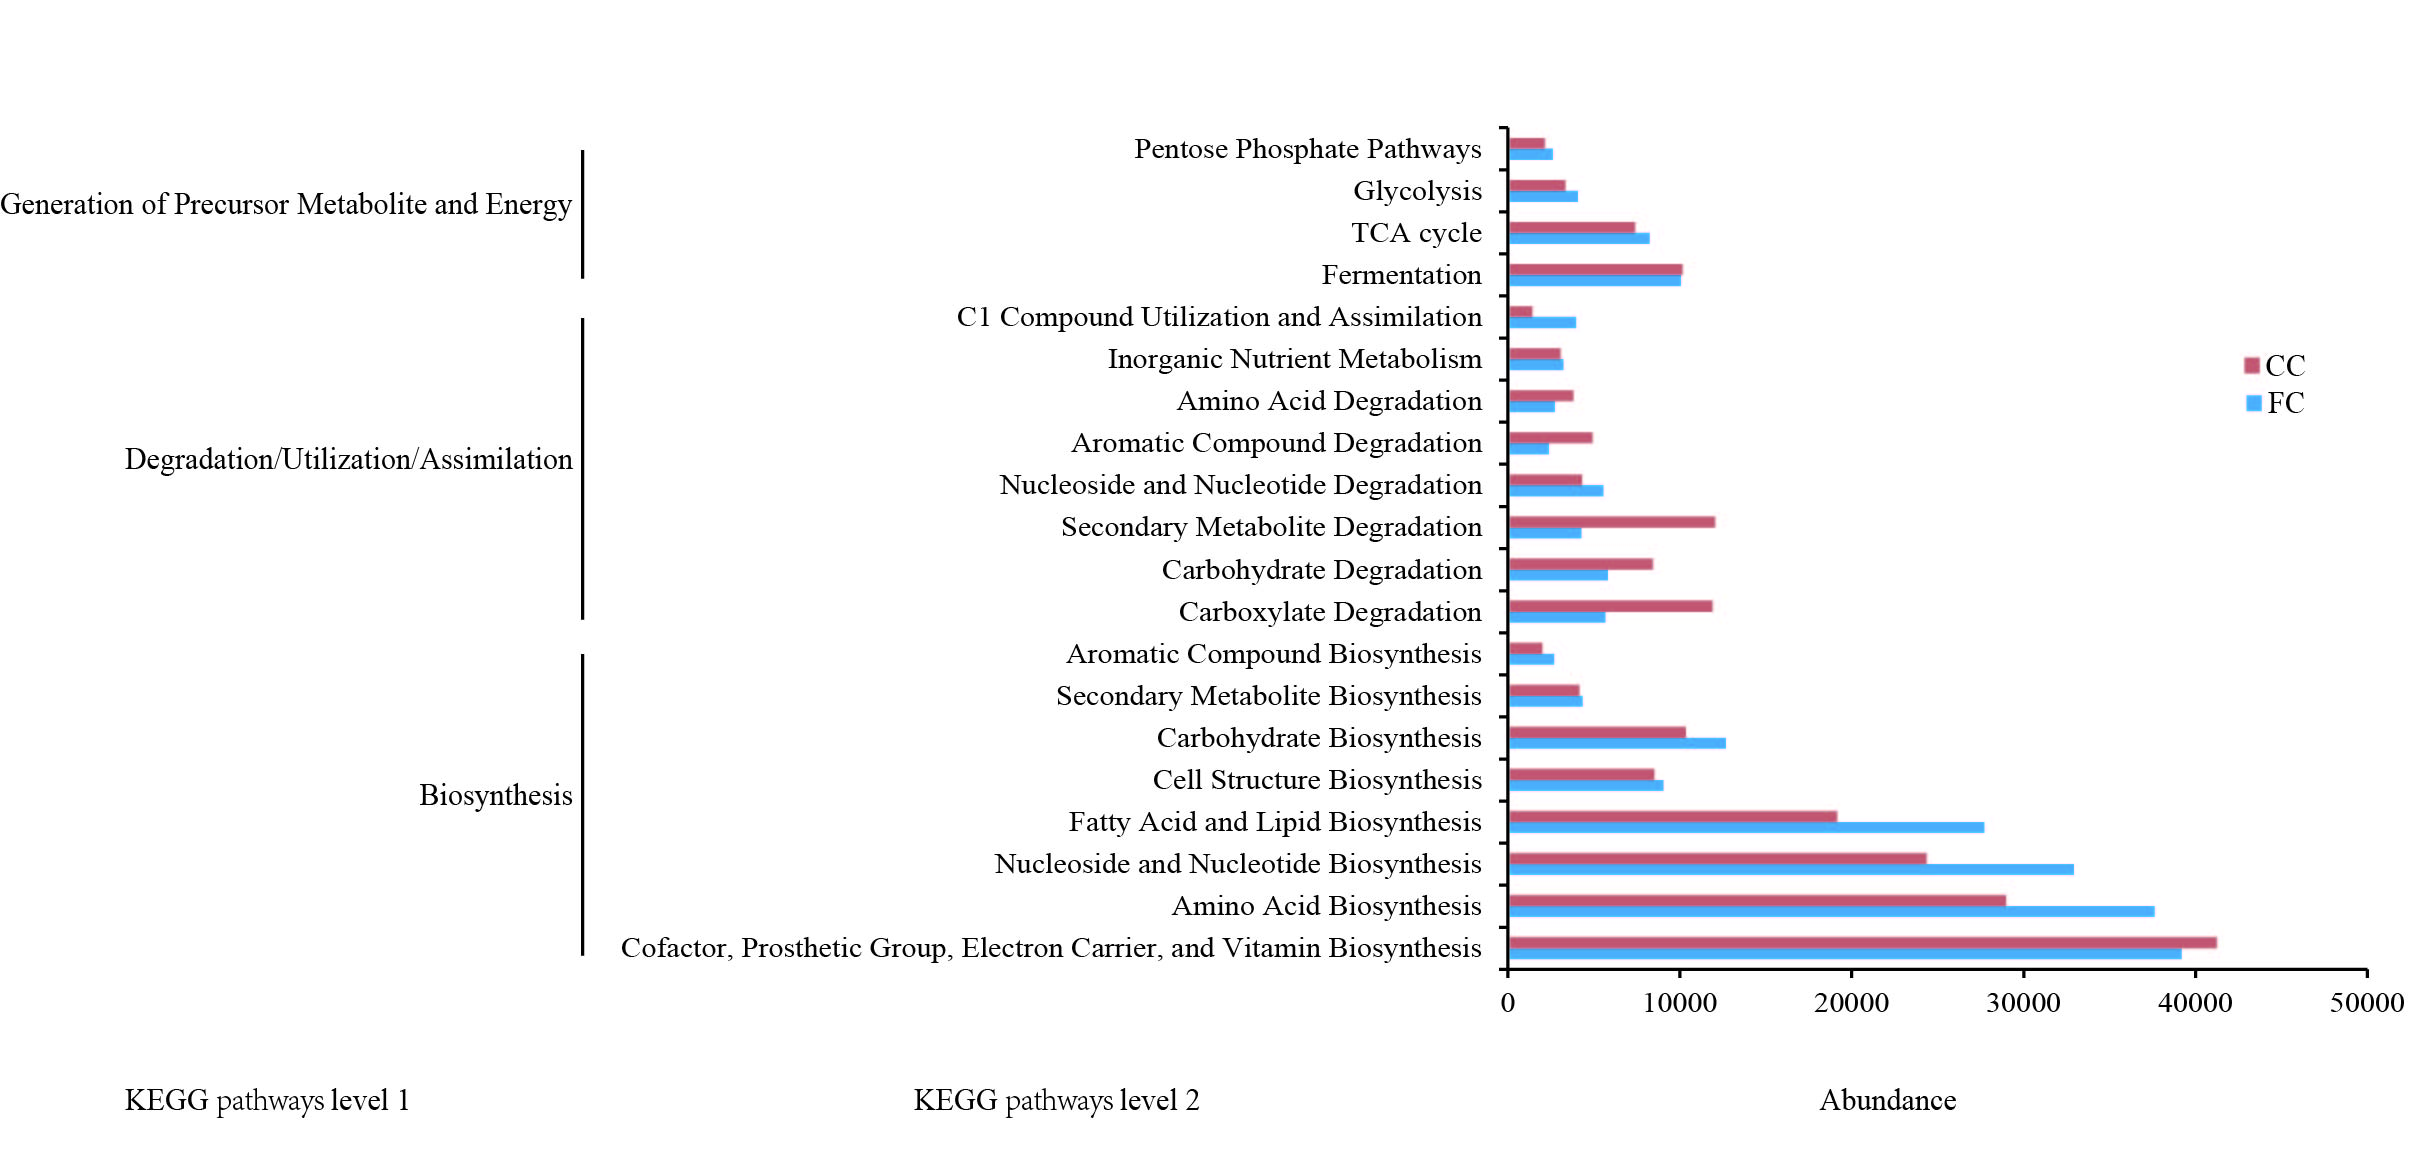 Pentose Phosphate Pathways
Generation of Precursor Metabolite and Energy
Glycolysis
TCA cycle
Fermentation
C1 Compound Utilization and Assimilation
Inorganic Nutrient Metabolism
Amino Acid Degradation
Aromatic Compound Degradation
Degradation/Utilization/Assimilation
Nucleoside and Nucleotide Degradation
Secondary Metabolite Degradation
Carbohydrate Degradation
Carboxylate Degradation
Aromatic Compound Biosynthesis
Secondary Metabolite Biosynthesis
Carbohydrate Biosynthesis
Biosynthesis
Cell Structure Biosynthesis
Fatty Acid and Lipid Biosynthesis
Nucleoside and Nucleotide Biosynthesis
Amino Acid Biosynthesis
Cofactor, Prosthetic Group, Electron Carrier, and Vitamin Biosynthesis
CC
FC
0 10000 20000 30000 40000 50000
KEGG pathways level 1
KEGG pathways level 2
Abundance